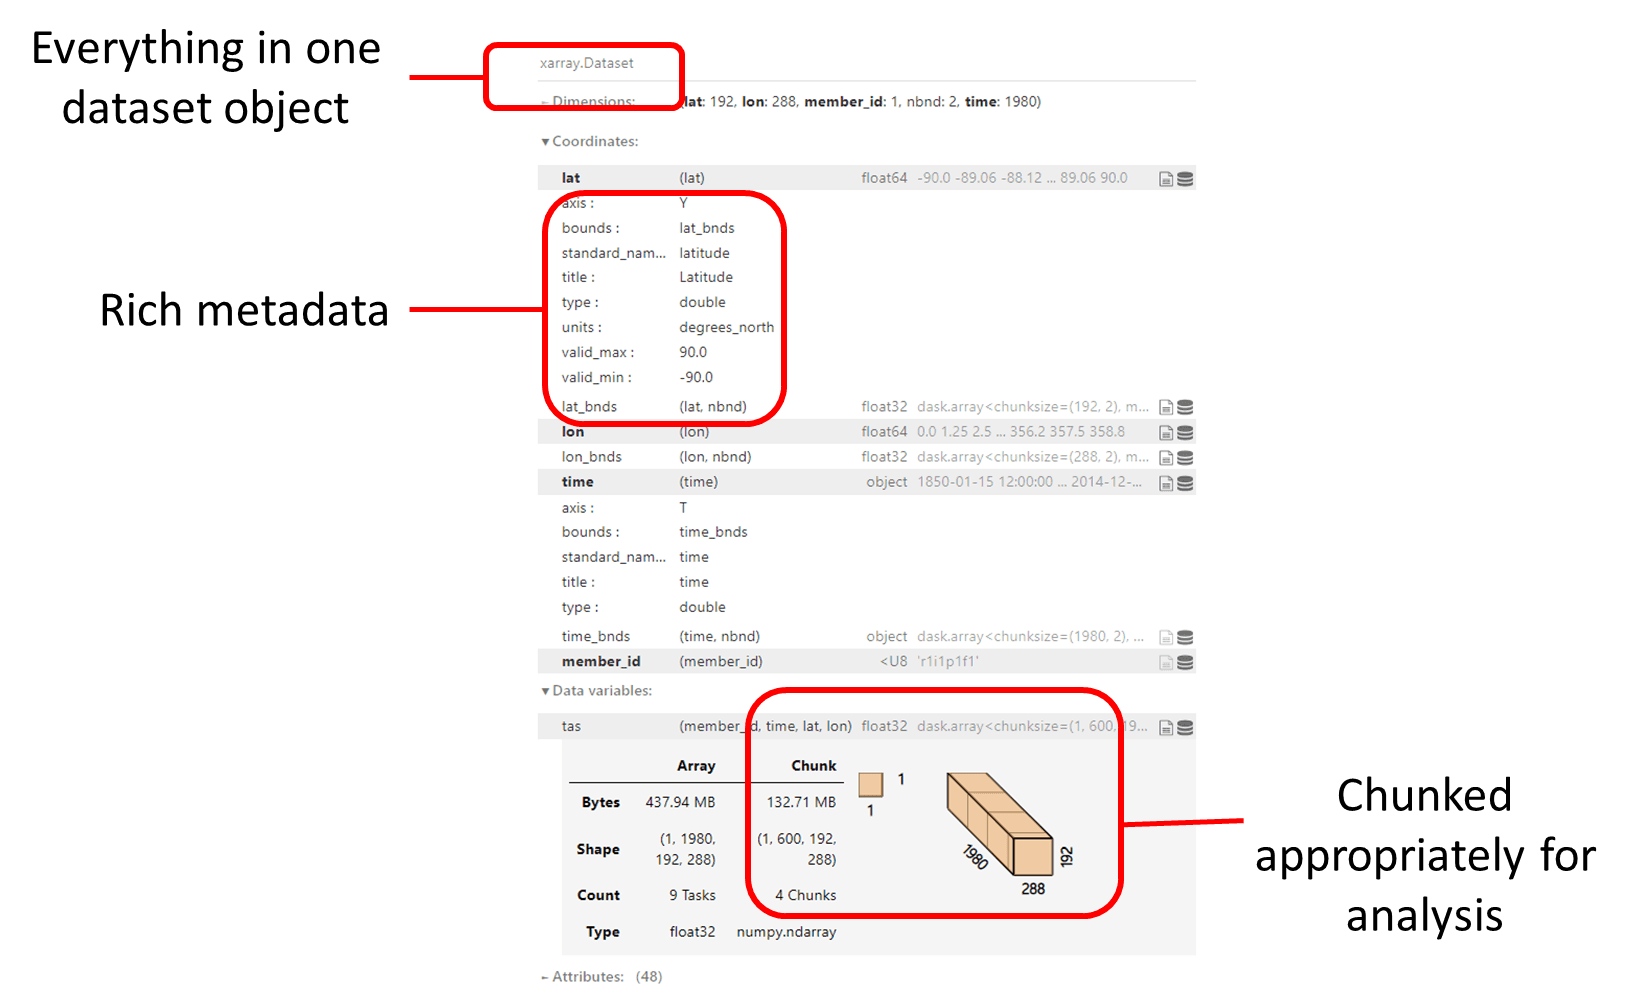 Everything in one
dataset object
xarray.Dataset
Dimensions: (lat: 192, lon: 288, member_id: 1, nbnd: 2, time: 1980)
▼ Coordinates:
lat (lat) float64 -90.0 -89.06 -88.12 ... 89.06 90.0
axis : Y
bounds : lat_bnds
standard_nam... latitude
title : Latitude
type : double
units : degrees_north
valid_max : 90.0
valid_min : -90.0
Rich metadata
lat_bnds (lat, nbnd) float32 dask.array<chunksize=(192, 2), m...
lon (lon) float64 0.0 1.25 2.5 ... 356.2 357.5 358.8
lon_bnds (lon, nbnd) float32 dask.array<chunksize=(288, 2), m...
time (time) object 1850-01-15 12:00:00 ... 2014-12-...
axis : T
bounds : time_bnds
standard_nam... time
title : time
type : double
time_bnds (time, nbnd) object dask.array<chunksize=(1980, 2), ...
member_id (member_id) <U8 'r1i1p1f1'
▼ Data variables:
tas (member_id, time, lat, lon) float32 dask.array<chunksize=(1, 600, 19...
Array Chunk
Bytes 437.94 MB 132.71 MB
Shape (1, 1980, 192, 288) (1, 600, 192, 288)
Count 9 Tasks 4 Chunks
Type float32 numpy.ndarray
1
1
1980
192
288
Chunked
appropriately for
analysis
Attributes: (48)